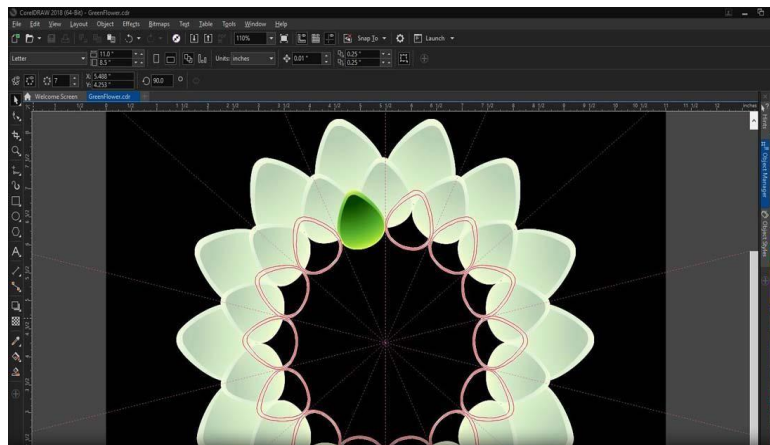 CorelDRAW 2018 (64-Bit) - GreenFlower.cdr
File Edit View Layout Object Effects Bitmaps Text Table Tools Window Help
110% Snap To Launch
Letter 11.0 " 8.5 " Units: inches 0.01 " 0.25 " 0.25 "
7 X: 5.468 " Y: 4.253 " 90.0 °
Welcome Screen GreenFlower.cdr
inches
Hints
Object Manager
Object Styles